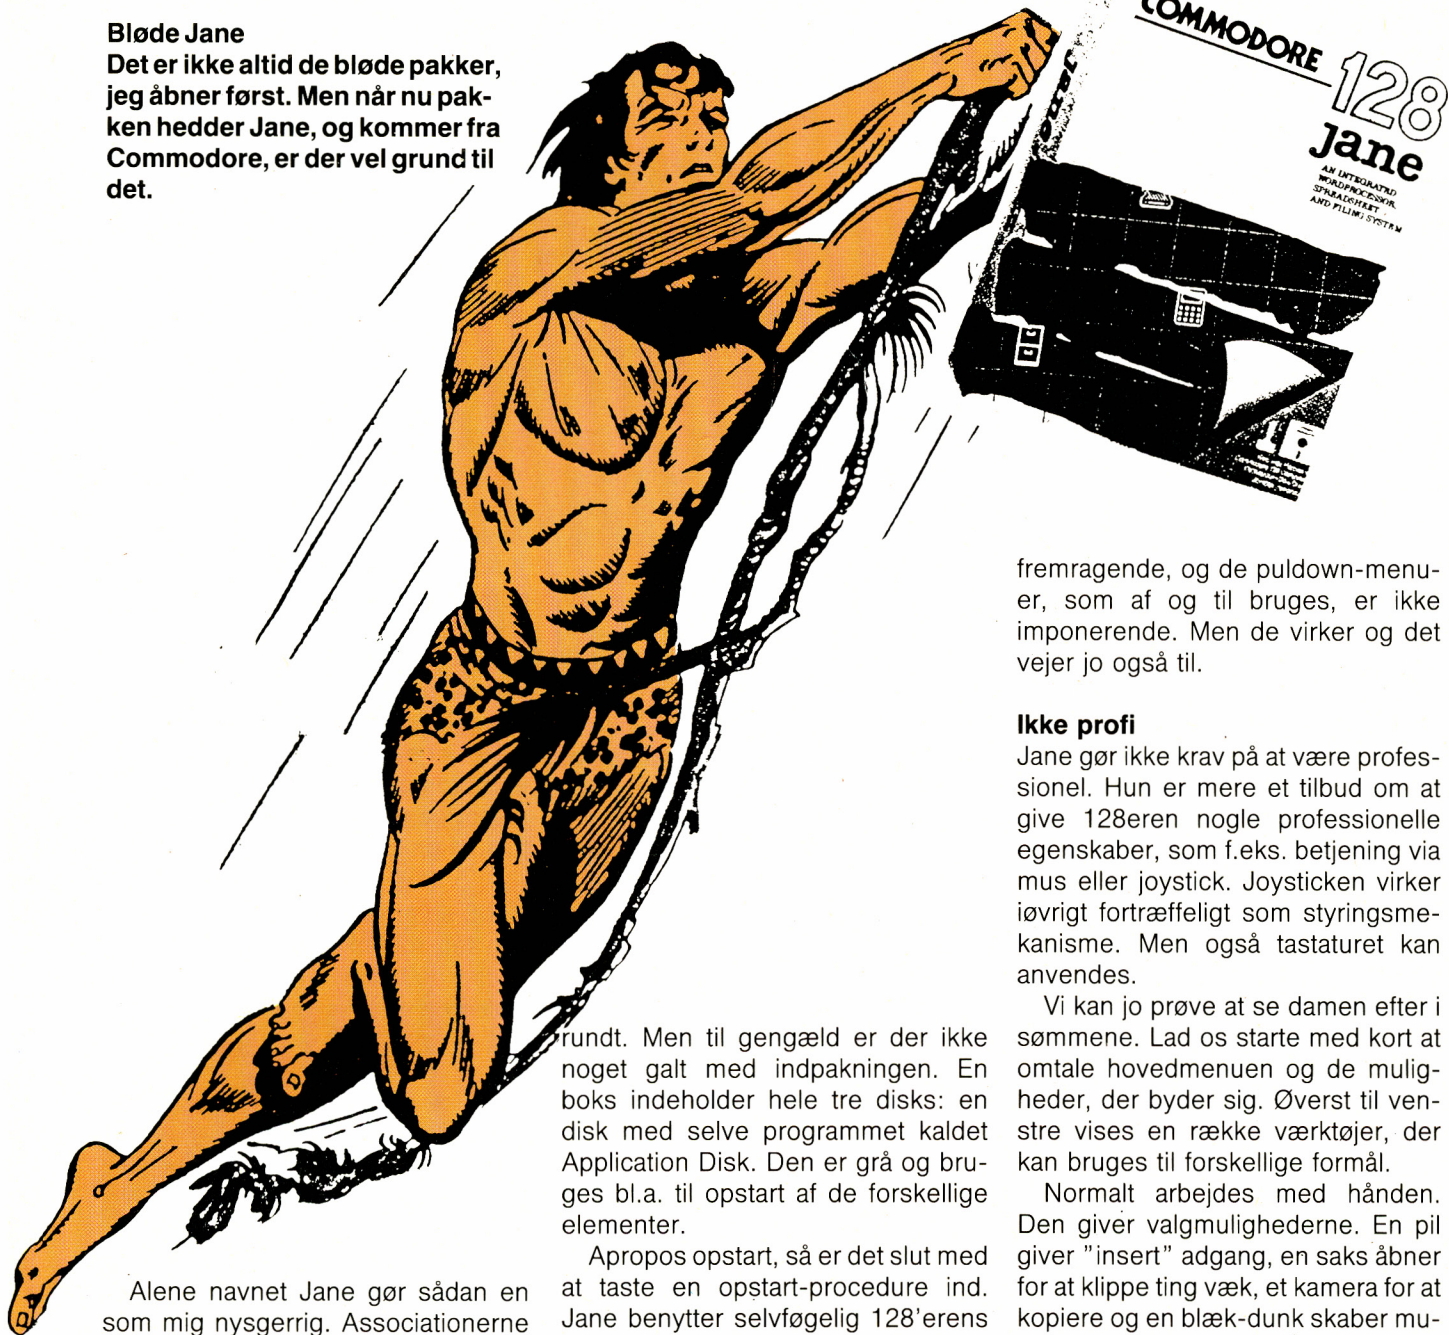 Bløde Jane
Det er ikke altid de bløde pakker,
jeg åbner først. Men når nu pak-
ken hedder Jane, og kommer fra
Commodore, er der vel grund til
det.
COMMODORE
128
jane
AN INTEGRATED
WORDPROCESSOR
SPREADSHEET
AND FILING SYSTEM
Alene navnet Jane gør sådan en
som mig nysgerrig. Associationerne
rundt. Men til gengæld er der ikke
noget galt med indpakningen. En
boks indeholder hele tre disks: en
disk med selve programmet kaldet
Application Disk. Den er grå og bru-
ges bl.a. til opstart af de forskellige
elementer.
Apropos opstart, så er det slut med
at taste en opstart-procedure ind.
Jane benytter selvføgelig 128'erens
fremragende, og de puldown-menu-
er, som af og til bruges, er ikke
imponerende. Men de virker og det
vejer jo også til.
Ikke profi
Jane gør ikke krav på at være profes-
sionel. Hun er mere et tilbud om at
give 128eren nogle professionelle
egenskaber, som f.eks. betjening via
mus eller joystick. Joysticken virker
iøvrigt fortræffeligt som styringsme-
kanisme. Men også tastaturet kan
anvendes.
Vi kan jo prøve at se damen efter i
sømmene. Lad os starte med kort at
omtale hovedmenuen og de mulig-
heder, der byder sig. Øverst til ven-
stre vises en række værktøjer, der
kan bruges til forskellige formål.
Normalt arbejdes med hånden.
Den giver valgmulighederne. En pil
giver "insert" adgang, en saks åbner
for at klippe ting væk, et kamera for at
kopiere og en blæk-dunk skaber mu-